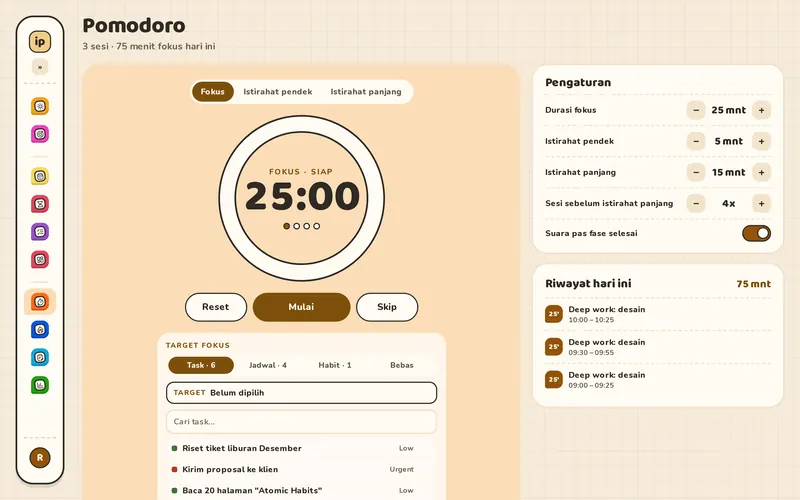 ip
»
R
Pomodoro
3 sesi · 75 menit fokus hari ini
Fokus Istirahat pendek Istirahat panjang
FOKUS · SIAP
25:00
Reset Mulai Skip
TARGET FOKUS
Task · 6 Jadwal · 4 Habit · 1 Bebas
TARGET Belum dipilih
Cari task...
Riset tiket liburan Desember Low
Kirim proposal ke klien Urgent
Baca 20 halaman "Atomic Habits" Low
Pengaturan
Durasi fokus − 25 mnt +
Istirahat pendek − 5 mnt +
Istirahat panjang − 15 mnt +
Sesi sebelum istirahat panjang − 4x +
Suara pas fase selesai
Riwayat hari ini 75 mnt
25' Deep work: desain
10:00 – 10:25
25' Deep work: desain
09:30 – 09:55
25' Deep work: desain
09:00 – 09:25